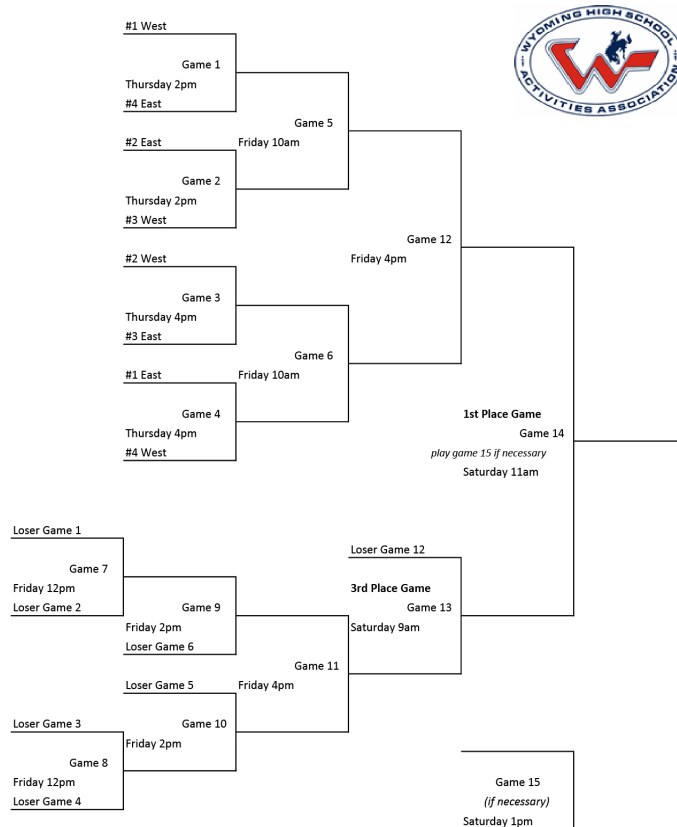 WYOMING HIGH SCHOOL
ACTIVITIES ASSOCIATION
#1 West
Game 1
Thursday 2pm
#4 East
Game 5
Friday 10am
#2 East
Game 2
Thursday 2pm
#3 West
Game 12
Friday 4pm
#2 West
Game 3
Thursday 4pm
#3 East
Game 6
Friday 10am
#1 East
Game 4
Thursday 4pm
#4 West
1st Place Game
Game 14
play game 15 if necessary
Saturday 11am
Loser Game 1
Game 7
Friday 12pm
Loser Game 2
Game 9
Friday 2pm
Loser Game 6
Loser Game 12
3rd Place Game
Game 13
Saturday 9am
Game 11
Friday 4pm
Loser Game 5
Game 10
Friday 2pm
Loser Game 3
Game 8
Friday 12pm
Loser Game 4
Game 15
(if necessary)
Saturday 1pm